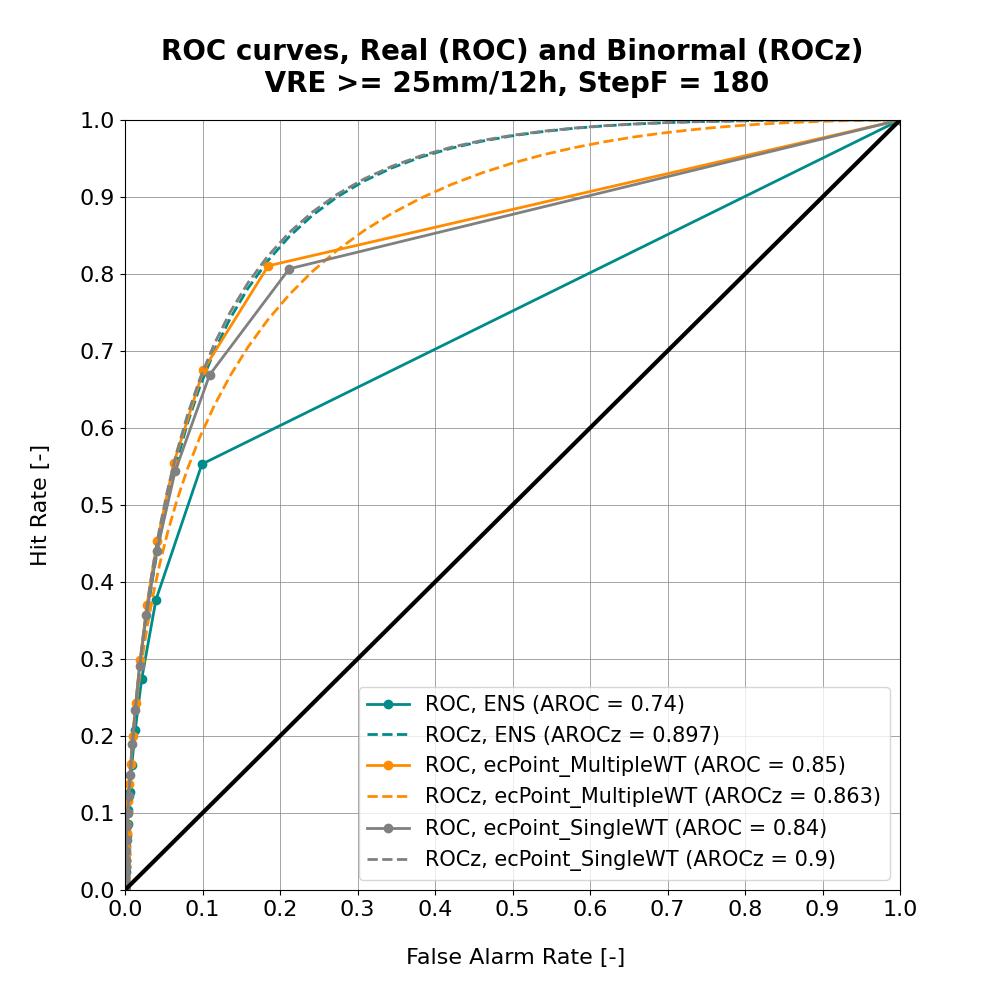 ROC curves, Real (ROC) and Binormal (ROCz)
VRE >= 25mm/12h, StepF = 180
1.0
0.9
0.8
0.7
0.6
0.5
0.4
0.3
0.2
0.1
0.0
Hit Rate [-]
ROC, ENS (AROC = 0.74)
ROCz, ENS (AROCz = 0.897)
ROC, ecPoint_MultipleWT (AROC = 0.85)
ROCz, ecPoint_MultipleWT (AROCz = 0.863)
ROC, ecPoint_SingleWT (AROC = 0.84)
ROCz, ecPoint_SingleWT (AROCz = 0.9)
0.0 0.1 0.2 0.3 0.4 0.5 0.6 0.7 0.8 0.9 1.0
False Alarm Rate [-]